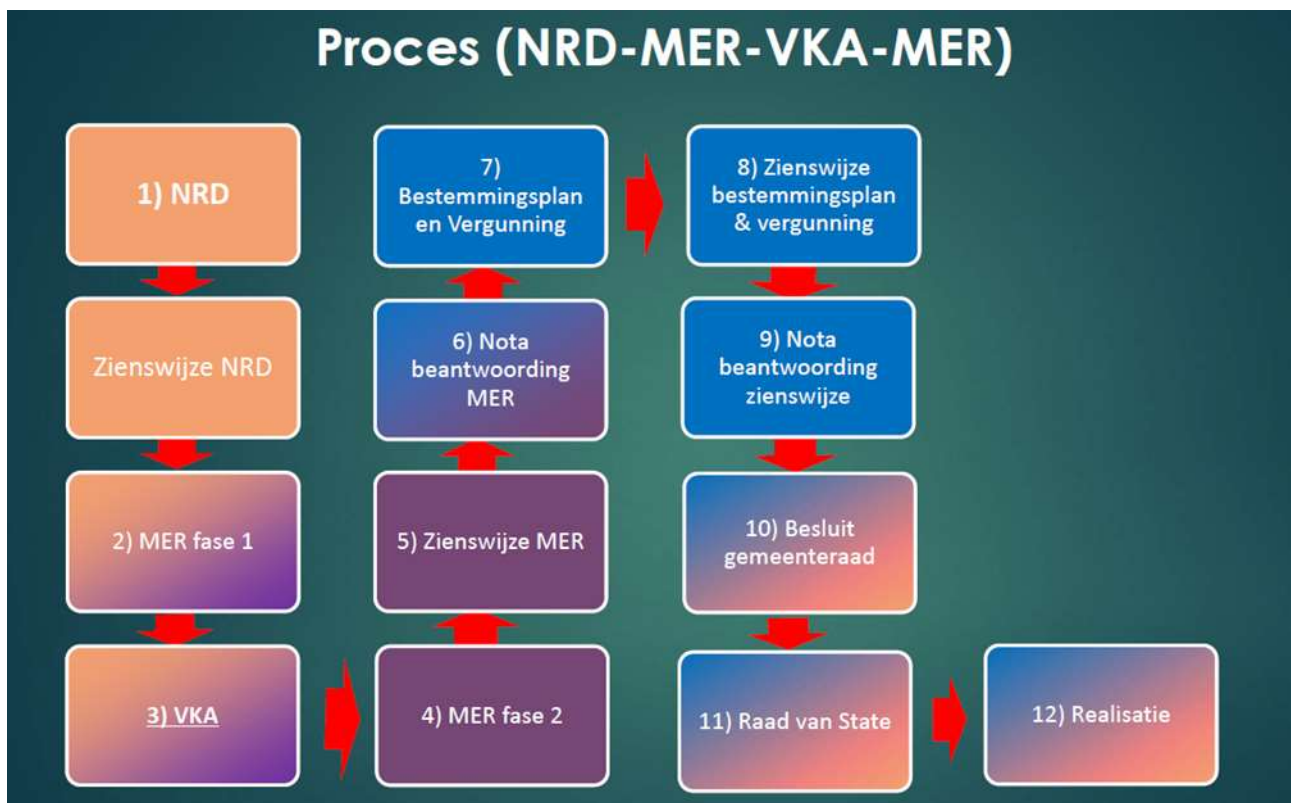 Proces (NRD-MER-VKA-MER)
1) NRD
Zienswijze NRD
2) MER fase 1
3) VKA
4) MER fase 2
5) Zienswijze MER
6) Nota
beantwoording
MER
7)
Bestemmingsplan
en Vergunning
8) Zienswijze
bestemmingsplan
& vergunning
9) Nota
beantwoording
zienswijze
10) Besluit
gemeenteraad
11) Raad van State
12) Realisatie